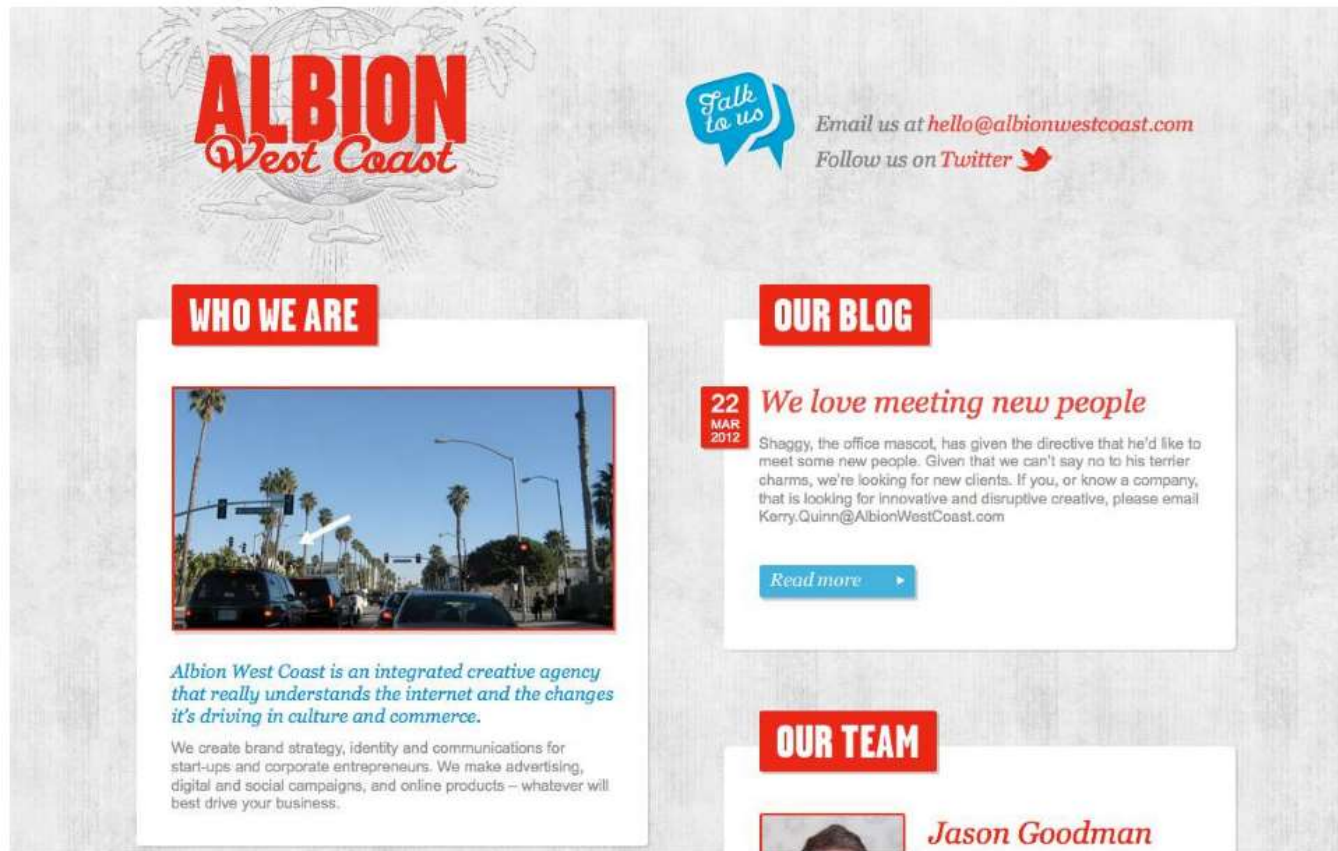 ALBION
West Coast
Talk
to us
Email us at hello@albionwestcoast.com
Follow us on Twitter
WHO WE ARE
Albion West Coast is an integrated creative agency
that really understands the internet and the changes
it's driving in culture and commerce.
We create brand strategy, identity and communications for
start-ups and corporate entrepreneurs. We make advertising,
digital and social campaigns, and online products – whatever will
best drive your business.
OUR BLOG
22
MAR
2012
We love meeting new people
Shaggy, the office mascot, has given the directive that he'd like to
meet some new people. Given that we can't say no to his terrier
charms, we're looking for new clients. If you, or know a company,
that is looking for innovative and disruptive creative, please email
Kerry.Quinn@AlbionWestCoast.com
Read more
OUR TEAM
Jason Goodman